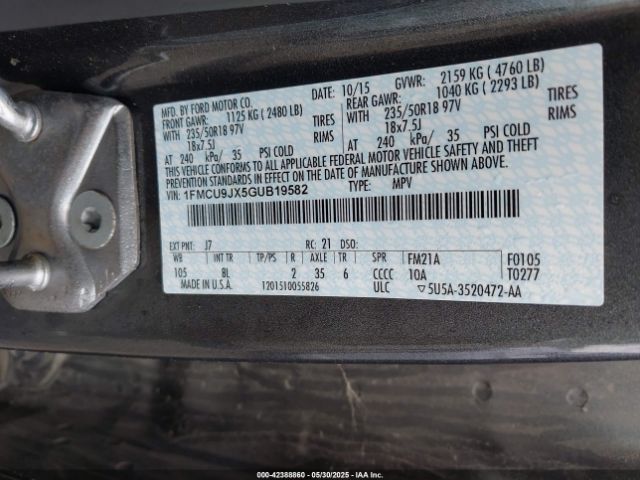 MFD. BY FORD MOTOR CO. DATE: 10/15 GVWR: 2159 KG ( 4760 LB)
FRONT GAWR: 1125 KG ( 2480 LB) REAR GAWR: 1040 KG ( 2293 LB)
WITH 235/50R18 97V TIRES WITH 235/50R18 97V TIRES
18x7.5J RIMS 18x7.5J RIMS
AT 240 kPa/ 35 PSI COLD AT 240 kPa/ 35 PSI COLD
THIS VEHICLE CONFORMS TO ALL APPLICABLE FEDERAL MOTOR VEHICLE SAFETY AND BUMPER
STANDARDS AND THEFT PREVENTION STANDARDS IN EFFECT ON THE DATE OF MANUFACTURE SHOWN ABOVE.
VIN: 1FMCU9JX5GUB19582 TYPE: MPV
EXT PNT: J7 RC: 21 DSO:
WB INT TR TP/PS R AXLE TR SPR FM21A F0105
105 8L 2 35 6 CCCC 10A T0277
MADE IN U.S.A. 1201510055826 ULC ▽5U5A-3520472-AA
000-42388860 - 05/30/2025 - IAAI.COM